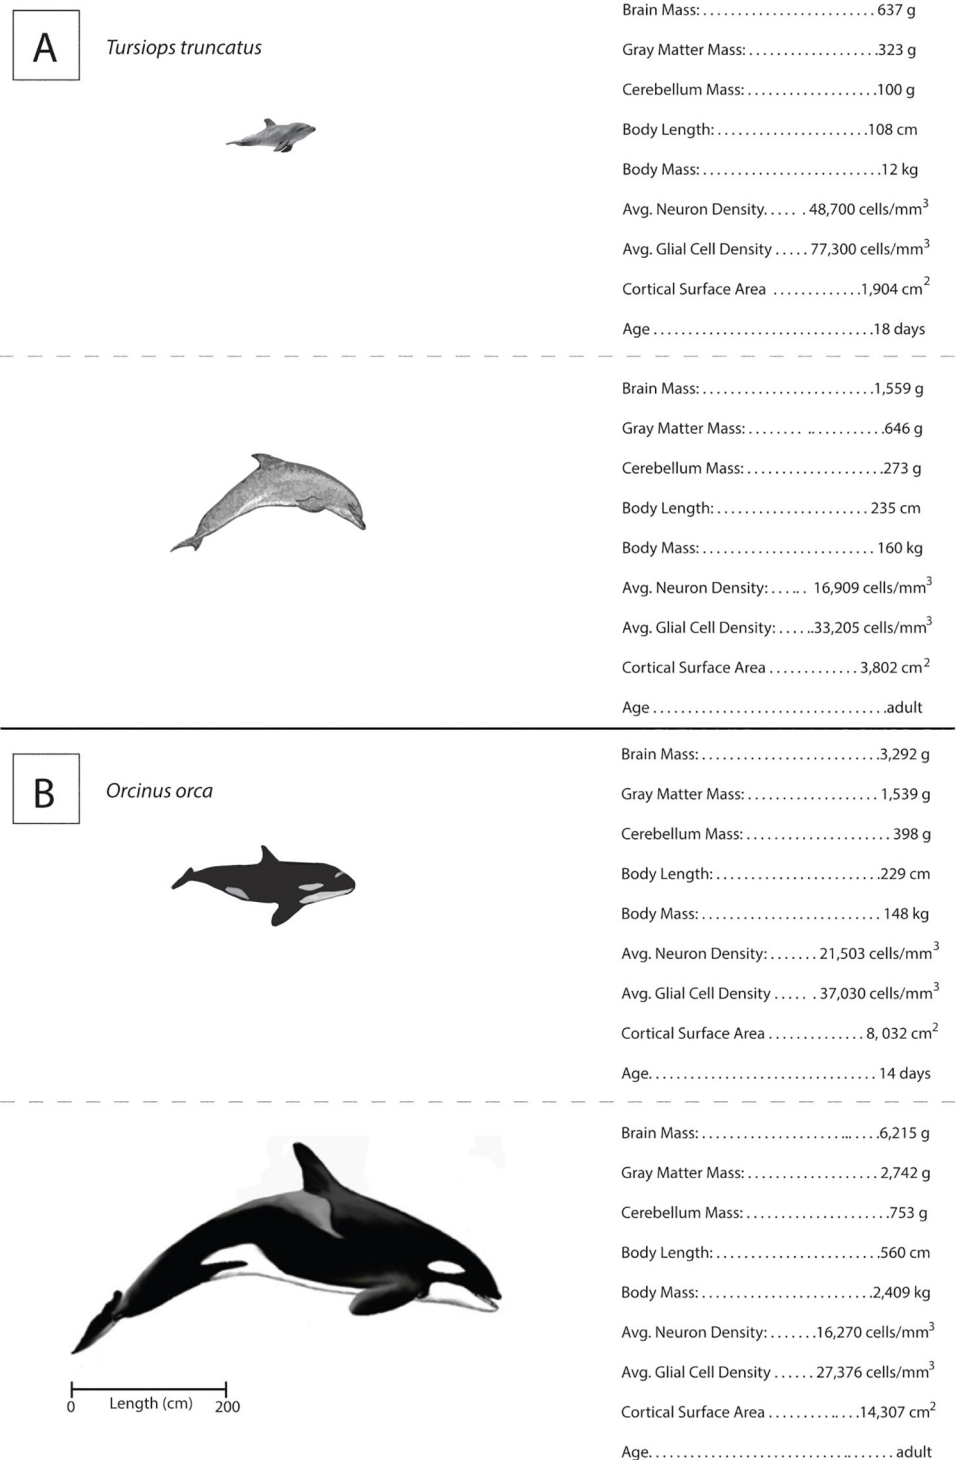 A
Tursiops truncatus
Brain Mass: ......................... 637 g
Gray Matter Mass: ...................323 g
Cerebellum Mass: ...................100 g
Body Length: ......................108 cm
Body Mass: ..........................12 kg
Avg. Neuron Density...... 48,700 cells/mm³
Avg. Glial Cell Density ..... 77,300 cells/mm³
Cortical Surface Area .............1,904 cm²
Age ................................18 days
Brain Mass: .........................1,559 g
Gray Matter Mass: ........ .. ...........646 g
Cerebellum Mass: ....................273 g
Body Length: ...................... 235 cm
Body Mass: ......................... 160 kg
Avg. Neuron Density: ...... 16,909 cells/mm³
Avg. Glial Cell Density: ......33,205 cells/mm³
Cortical Surface Area ............. 3,802 cm²
Age ..................................adult
B
Orcinus orca
Brain Mass: ..........................3,292 g
Gray Matter Mass: ................... 1,539 g
Cerebellum Mass: ..................... 398 g
Body Length: ........................229 cm
Body Mass: .......................... 148 kg
Avg. Neuron Density: ....... 21,503 cells/mm³
Avg. Glial Cell Density ...... 37,030 cells/mm³
Cortical Surface Area .............. 8, 032 cm²
Age................................. 14 days
Brain Mass: ............................6,215 g
Gray Matter Mass: ................... 2,742 g
Cerebellum Mass: .....................753 g
Body Length: ........................560 cm
Body Mass: .........................2,409 kg
Avg. Neuron Density: .......16,270 cells/mm³
Avg. Glial Cell Density ...... 27,376 cells/mm³
Cortical Surface Area ..............14,307 cm²
Age.................................... adult
0 Length (cm) 200